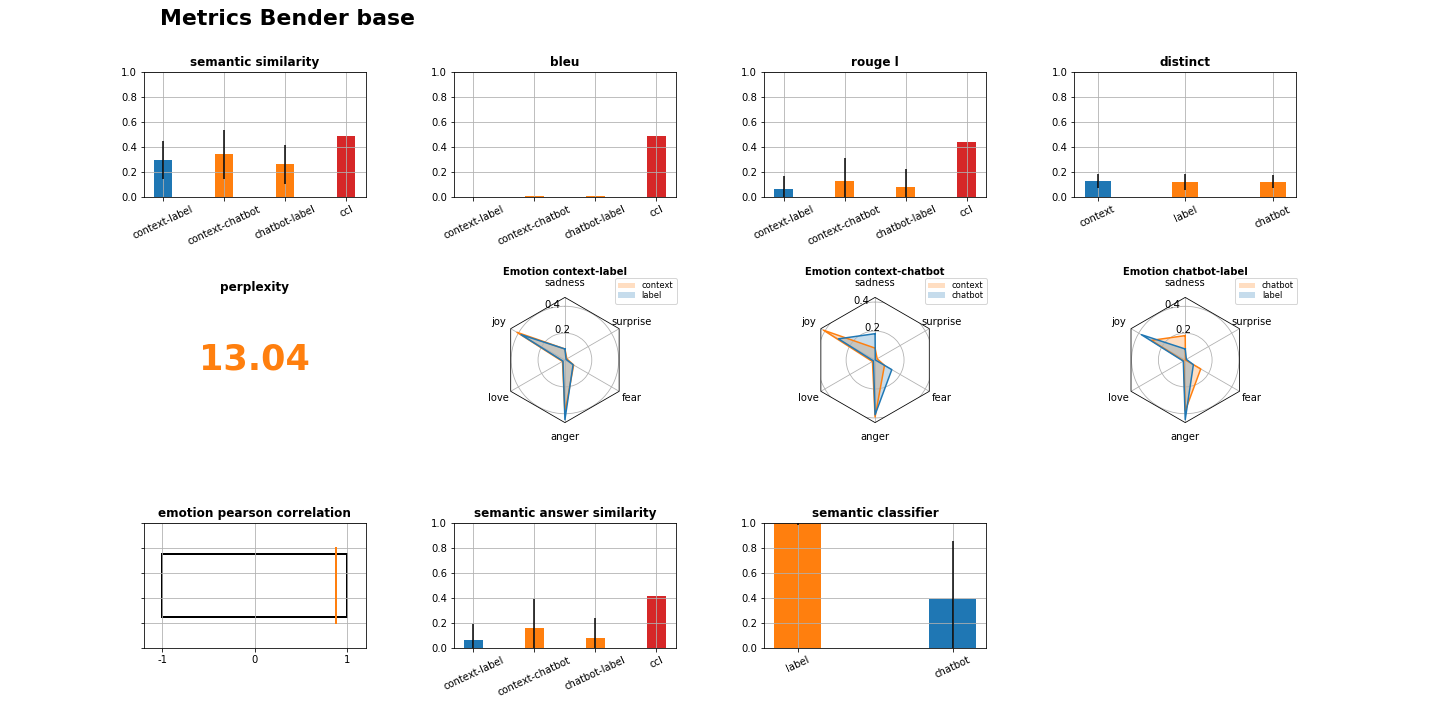 Metrics Bender base
semantic similarity
1.0
0.8
0.6
0.4
0.2
0.0
context-label
context-chatbot
chatbot-label
ccl
bleu
1.0
0.8
0.6
0.4
0.2
0.0
context-label
context-chatbot
chatbot-label
ccl
rouge l
1.0
0.8
0.6
0.4
0.2
0.0
context-label
context-chatbot
chatbot-label
ccl
distinct
1.0
0.8
0.6
0.4
0.2
0.0
context
label
chatbot
perplexity
13.04
Emotion context-label
sadness
context
label
0.4
0.2
joy
surprise
love
fear
anger
Emotion context-chatbot
sadness
context
chatbot
0.4
0.2
joy
surprise
love
fear
anger
Emotion chatbot-label
sadness
chatbot
label
0.4
0.2
joy
surprise
love
fear
anger
emotion pearson correlation
-1
0
1
semantic answer similarity
1.0
0.8
0.6
0.4
0.2
0.0
context-label
context-chatbot
chatbot-label
ccl
semantic classifier
1.0
0.8
0.6
0.4
0.2
0.0
label
chatbot